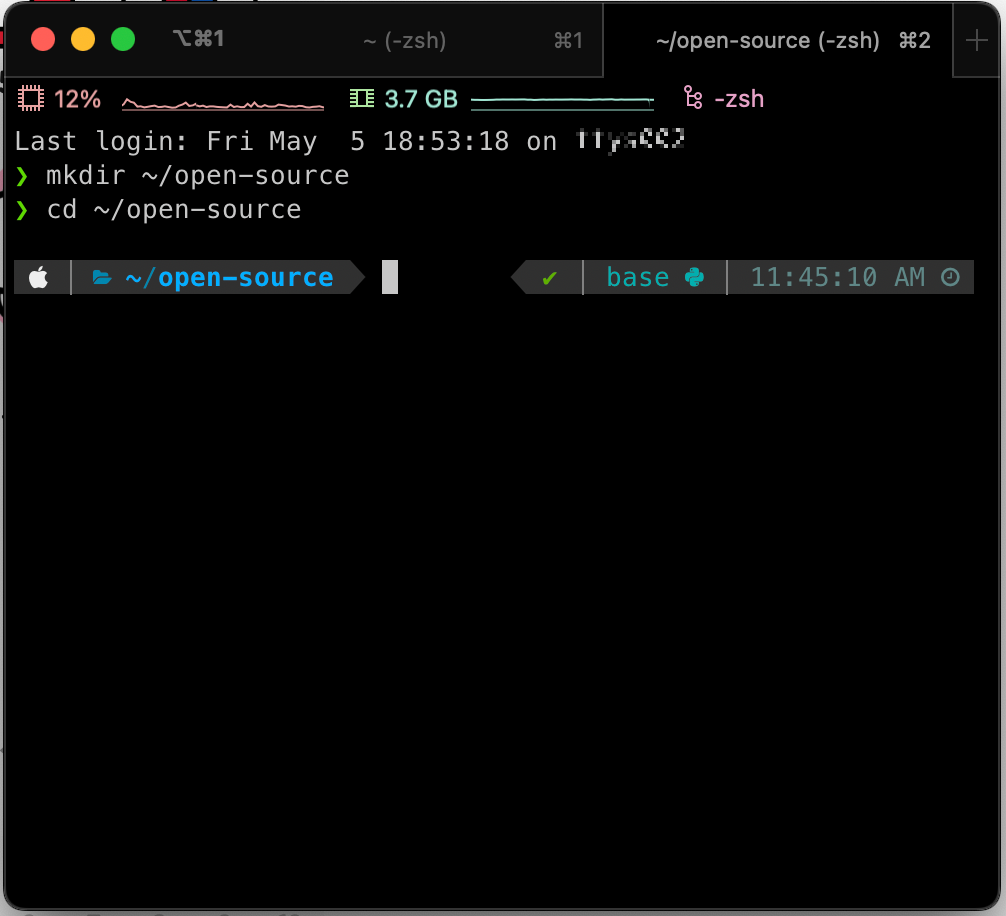 ⌥⌘1 ~ (-zsh) ⌘1 ~/open-source (-zsh) ⌘2
12% 3.7 GB -zsh
Last login: Fri May  5 18:53:18 on
❯ mkdir ~/open-source
❯ cd ~/open-source
~/open-source ✔ base 11:45:10 AM